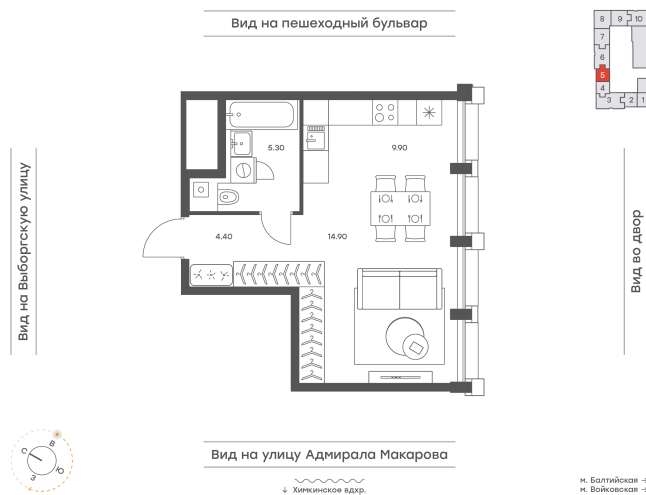 Вид на пешеходный бульвар
8 9 10
7
6
5
4
3 2 1
5.30
9.90
4.40
14.90
Вид на Выборгскую улицу
Вид во двор
Вид на улицу Адмирала Макарова
С В
З Ю
↓ Химкинское вдхр.
м. Балтийская
м. Войковская